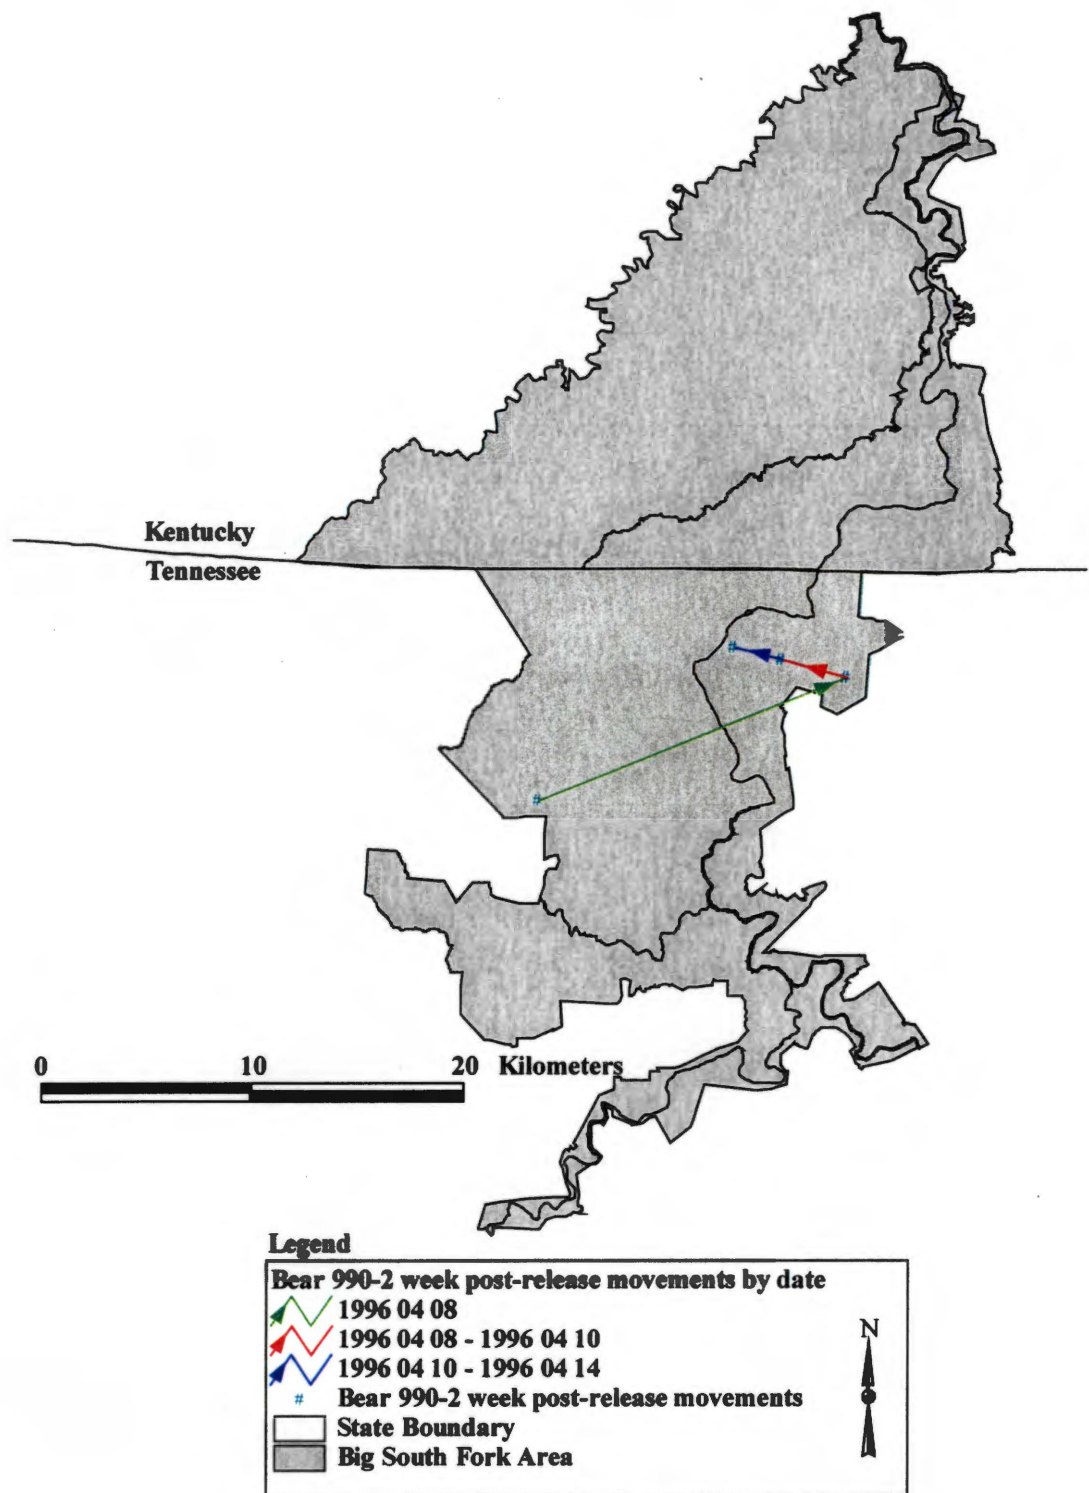 Kentucky
Tennessee
0 10 20 Kilometers
Legend
Bear 990-2 week post-release movements by date
1996 04 08
1996 04 08 - 1996 04 10
1996 04 10 - 1996 04 14
# Bear 990-2 week post-release movements
State Boundary
Big South Fork Area
N